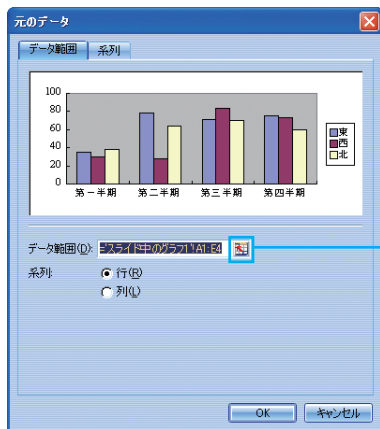 元のデータ
データ範囲 系列
100
80
60
40
20
0
第一半期 第二半期 第三半期 第四半期
東
西
北
データ範囲(D): ='スライド中のグラフ1'!A1:E4
系列: 行(R)
列(L)
OK キャンセル